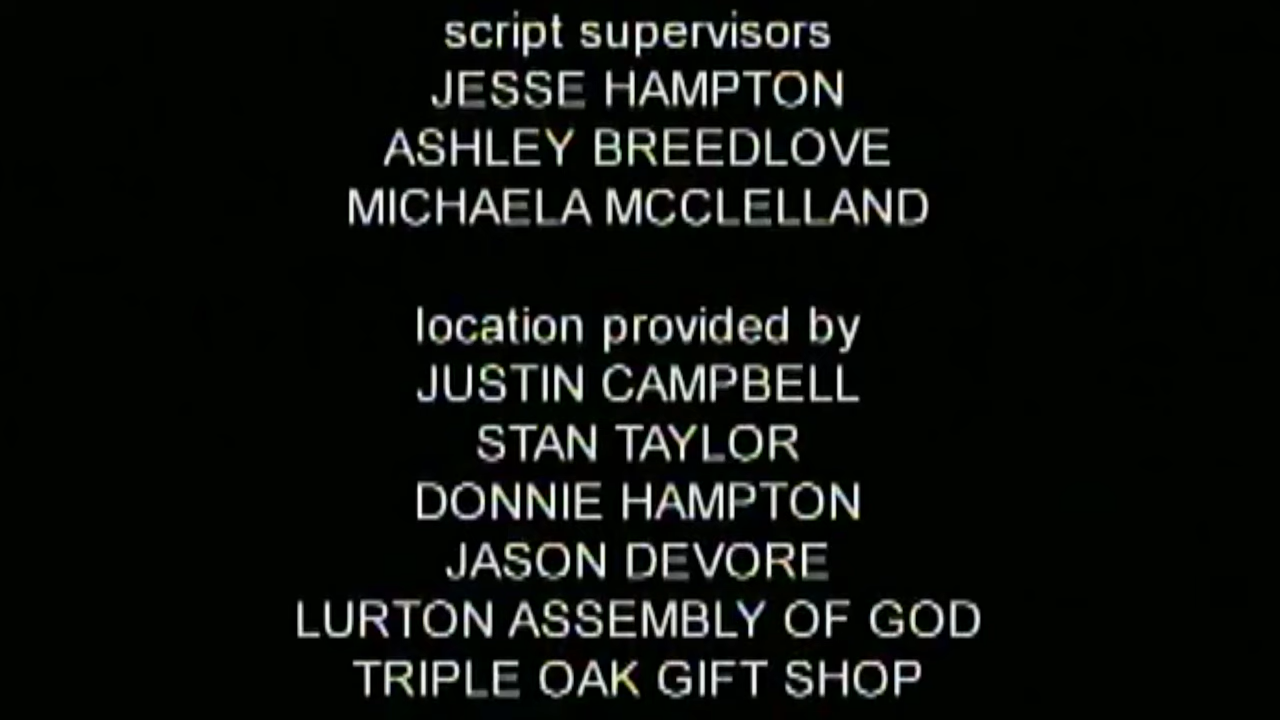 script supervisors
JESSE HAMPTON
ASHLEY BREEDLOVE
MICHAELA MCCLELLAND
location provided by
JUSTIN CAMPBELL
STAN TAYLOR
DONNIE HAMPTON
JASON DEVORE
LURTON ASSEMBLY OF GOD
TRIPLE OAK GIFT SHOP